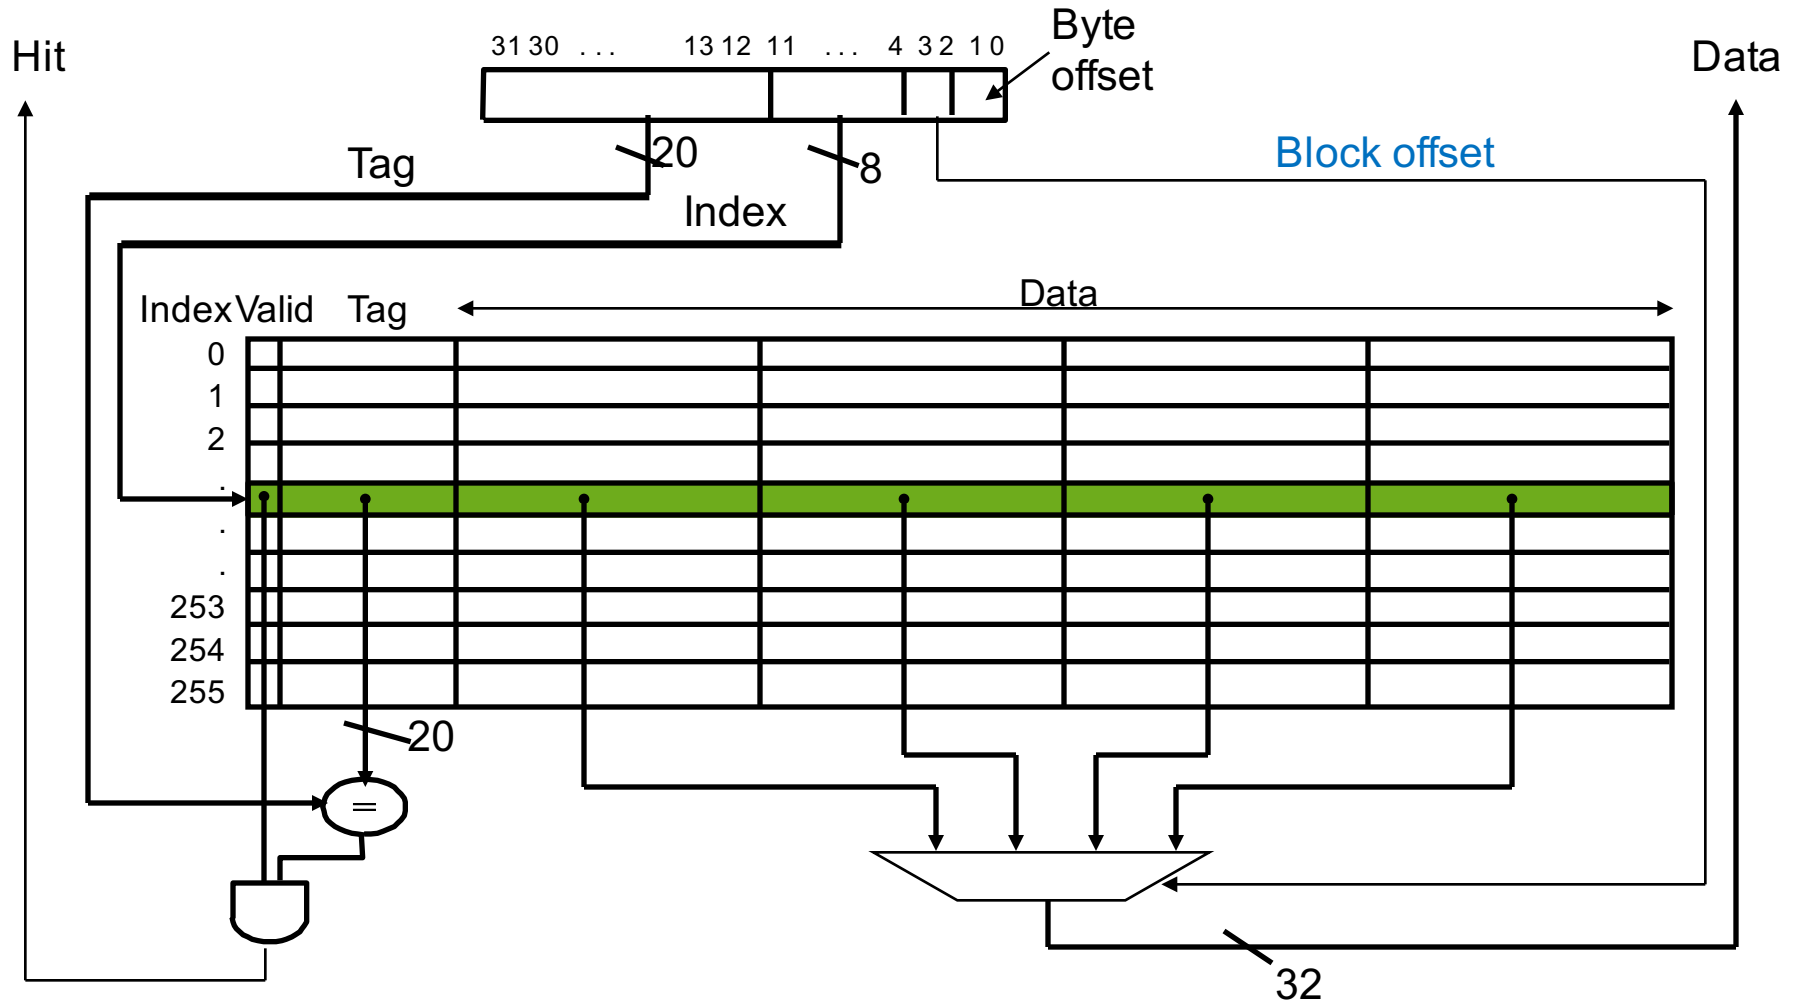 Hit
31 30 . . . 13 12 11 . . . 4 3 2 1 0
Byte
offset
Data
Tag
20
8
Block offset
Index
Index Valid Tag
Data
0
1
2
.
.
.
253
254
255
20
=
32